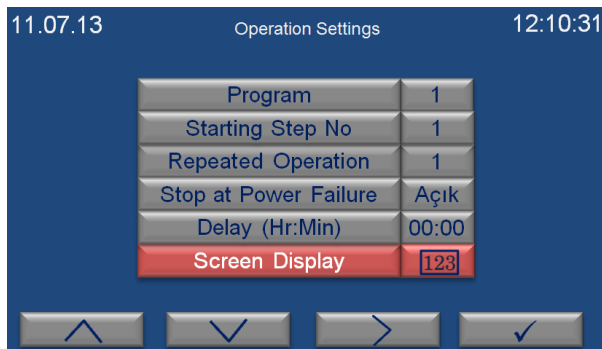 11.07.13 Operation Settings 12:10:31
Program 1
Starting Step No 1
Repeated Operation 1
Stop at Power Failure Açık
Delay (Hr:Min) 00:00
Screen Display 123